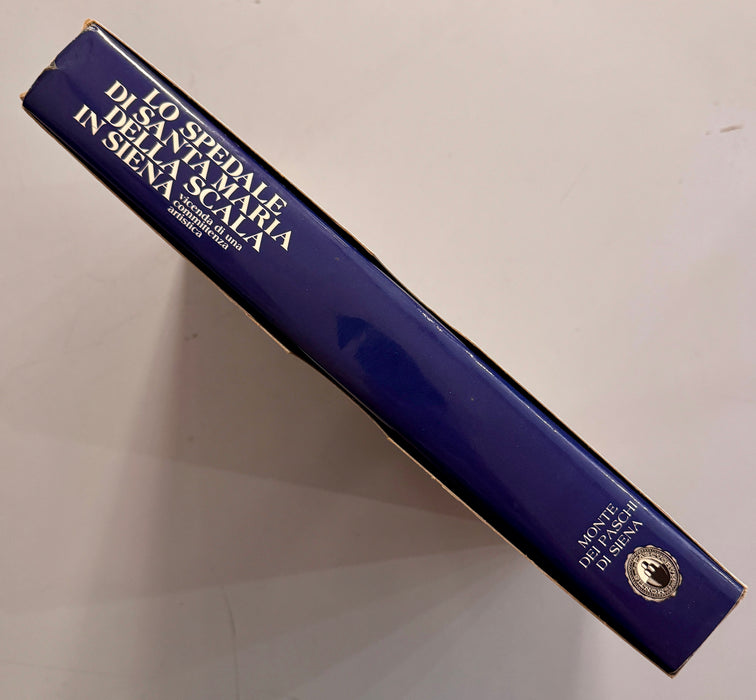 LO SPEDALE
DI SANTA MARIA
DELLA SCALA
IN SIENA
vicenda di una
committenza
artistica
MONTE
DEI PASCHI
DI SIENA